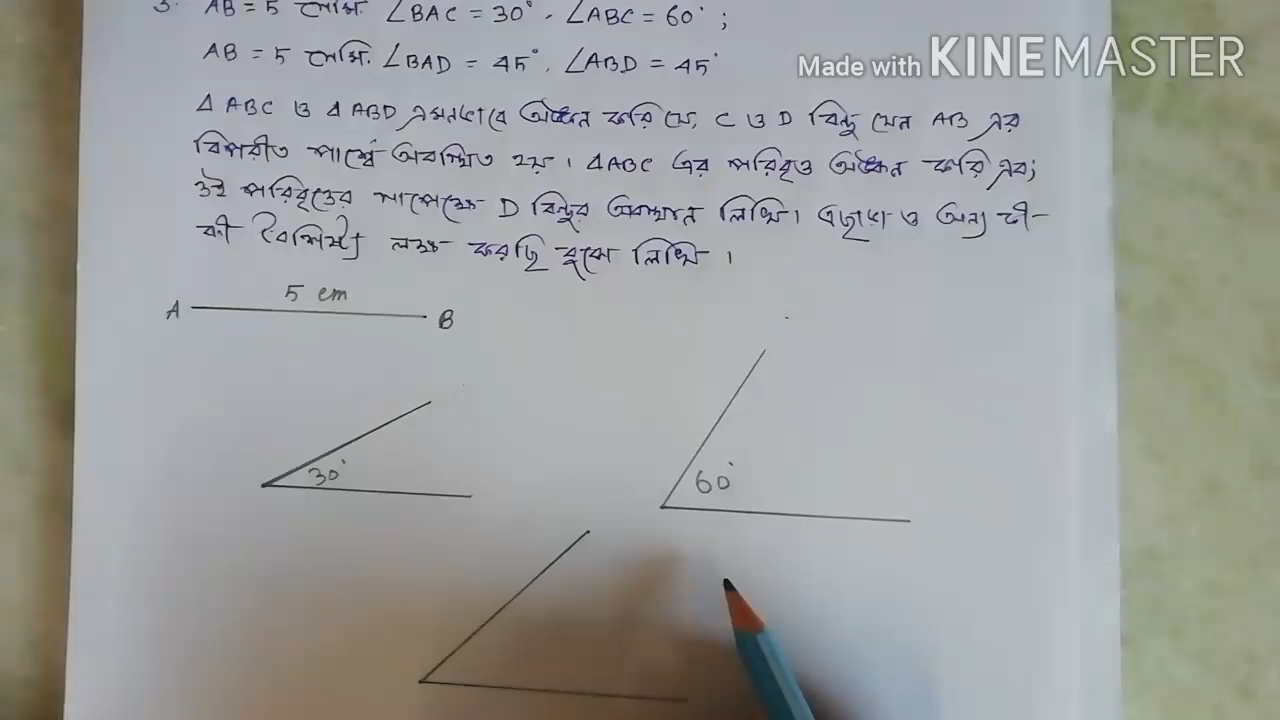 3. AB = 5 সেমি. ∠BAC = 30°. ∠ABC = 60°;
AB = 5 সেমি. ∠BAD = 45°. ∠ABD = 45°
Made with KINEMASTER
Δ ABC ও Δ ABD এমনভাবে অঙ্কন করি যে, C ও D বিন্দু যেন AB এর
বিপরীত পার্শ্বে অবস্থিত হয়। ΔABC এর পরিবৃত্ত অঙ্কন করি এবং
ওই পরিবৃত্তের সাপেক্ষে D বিন্দুর অবস্থান লিখি। এছাড়া ও অন্য কী-
কী বৈশিষ্ট্য লক্ষ করছি বুঝে লিখি।
5 cm
A B
30°
60°